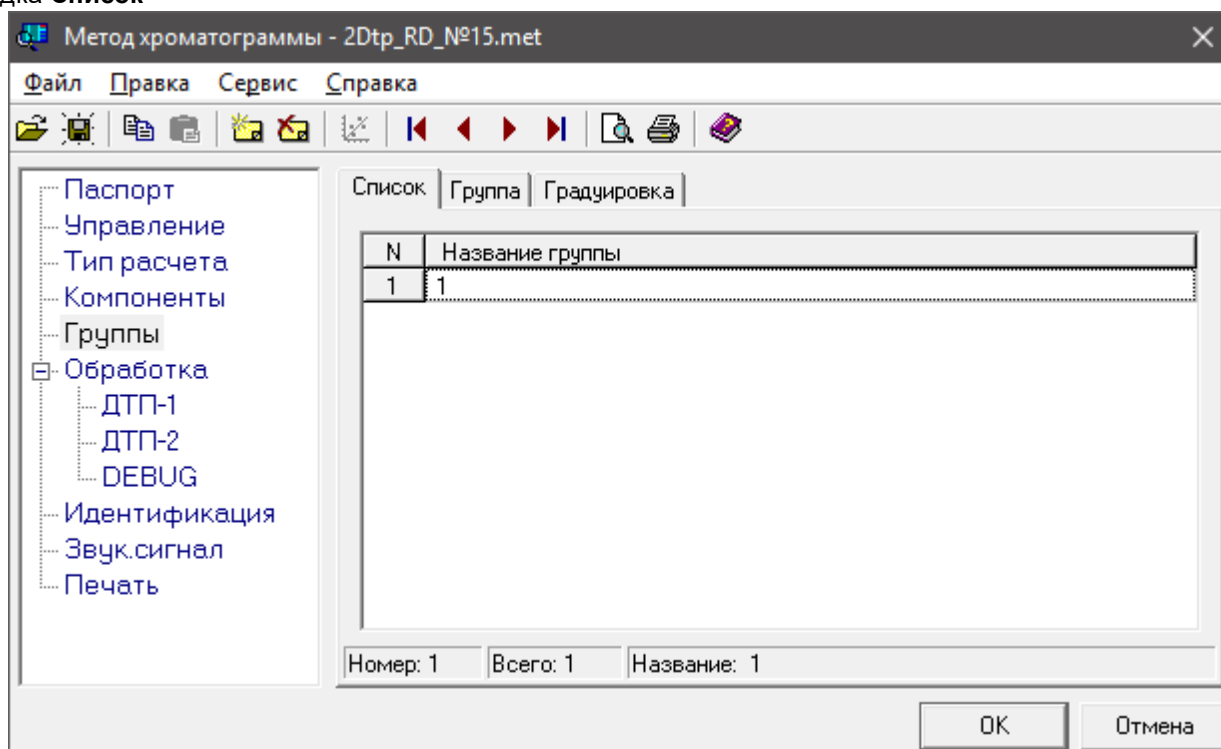 дка Список
Метод хроматограммы - 2Dtp_RD_№15.met
Файл Правка Сервис Справка
Паспорт
Управление
Тип расчета
Компоненты
Группы
Обработка
ДТП-1
ДТП-2
DEBUG
Идентификация
Звук.сигнал
Печать
Список Группа Градуировка
N Название группы
1 1
Номер: 1 Всего: 1 Название: 1
OK Отмена